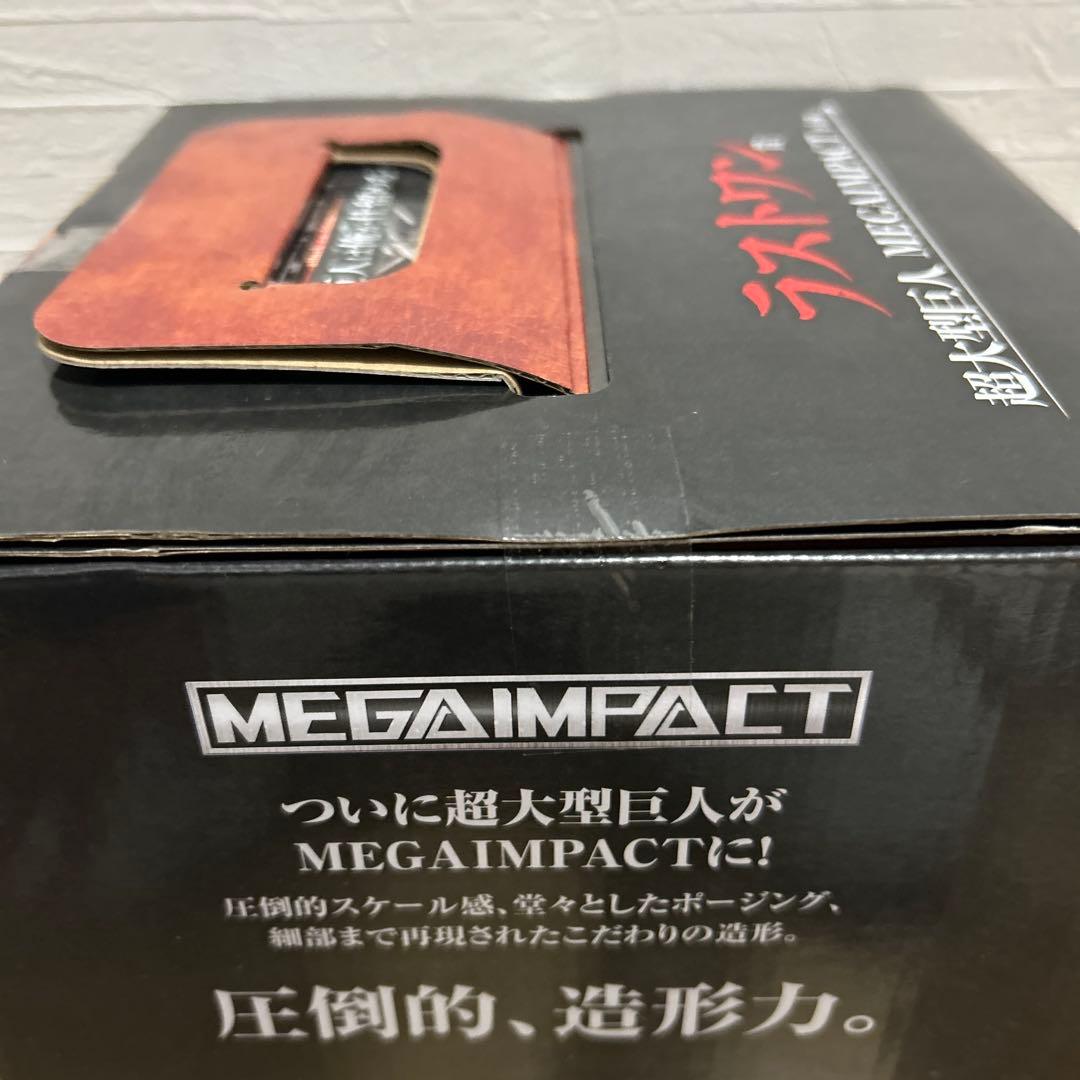 ラストワン賞
超大型巨人 MEGAIMPACT
MEGAIMPACT
ついに超大型巨人が
MEGAIMPACTに!
圧倒的スケール感、堂々としたポージング、
細部まで再現されたこだわりの造形。
圧倒的、造形力。